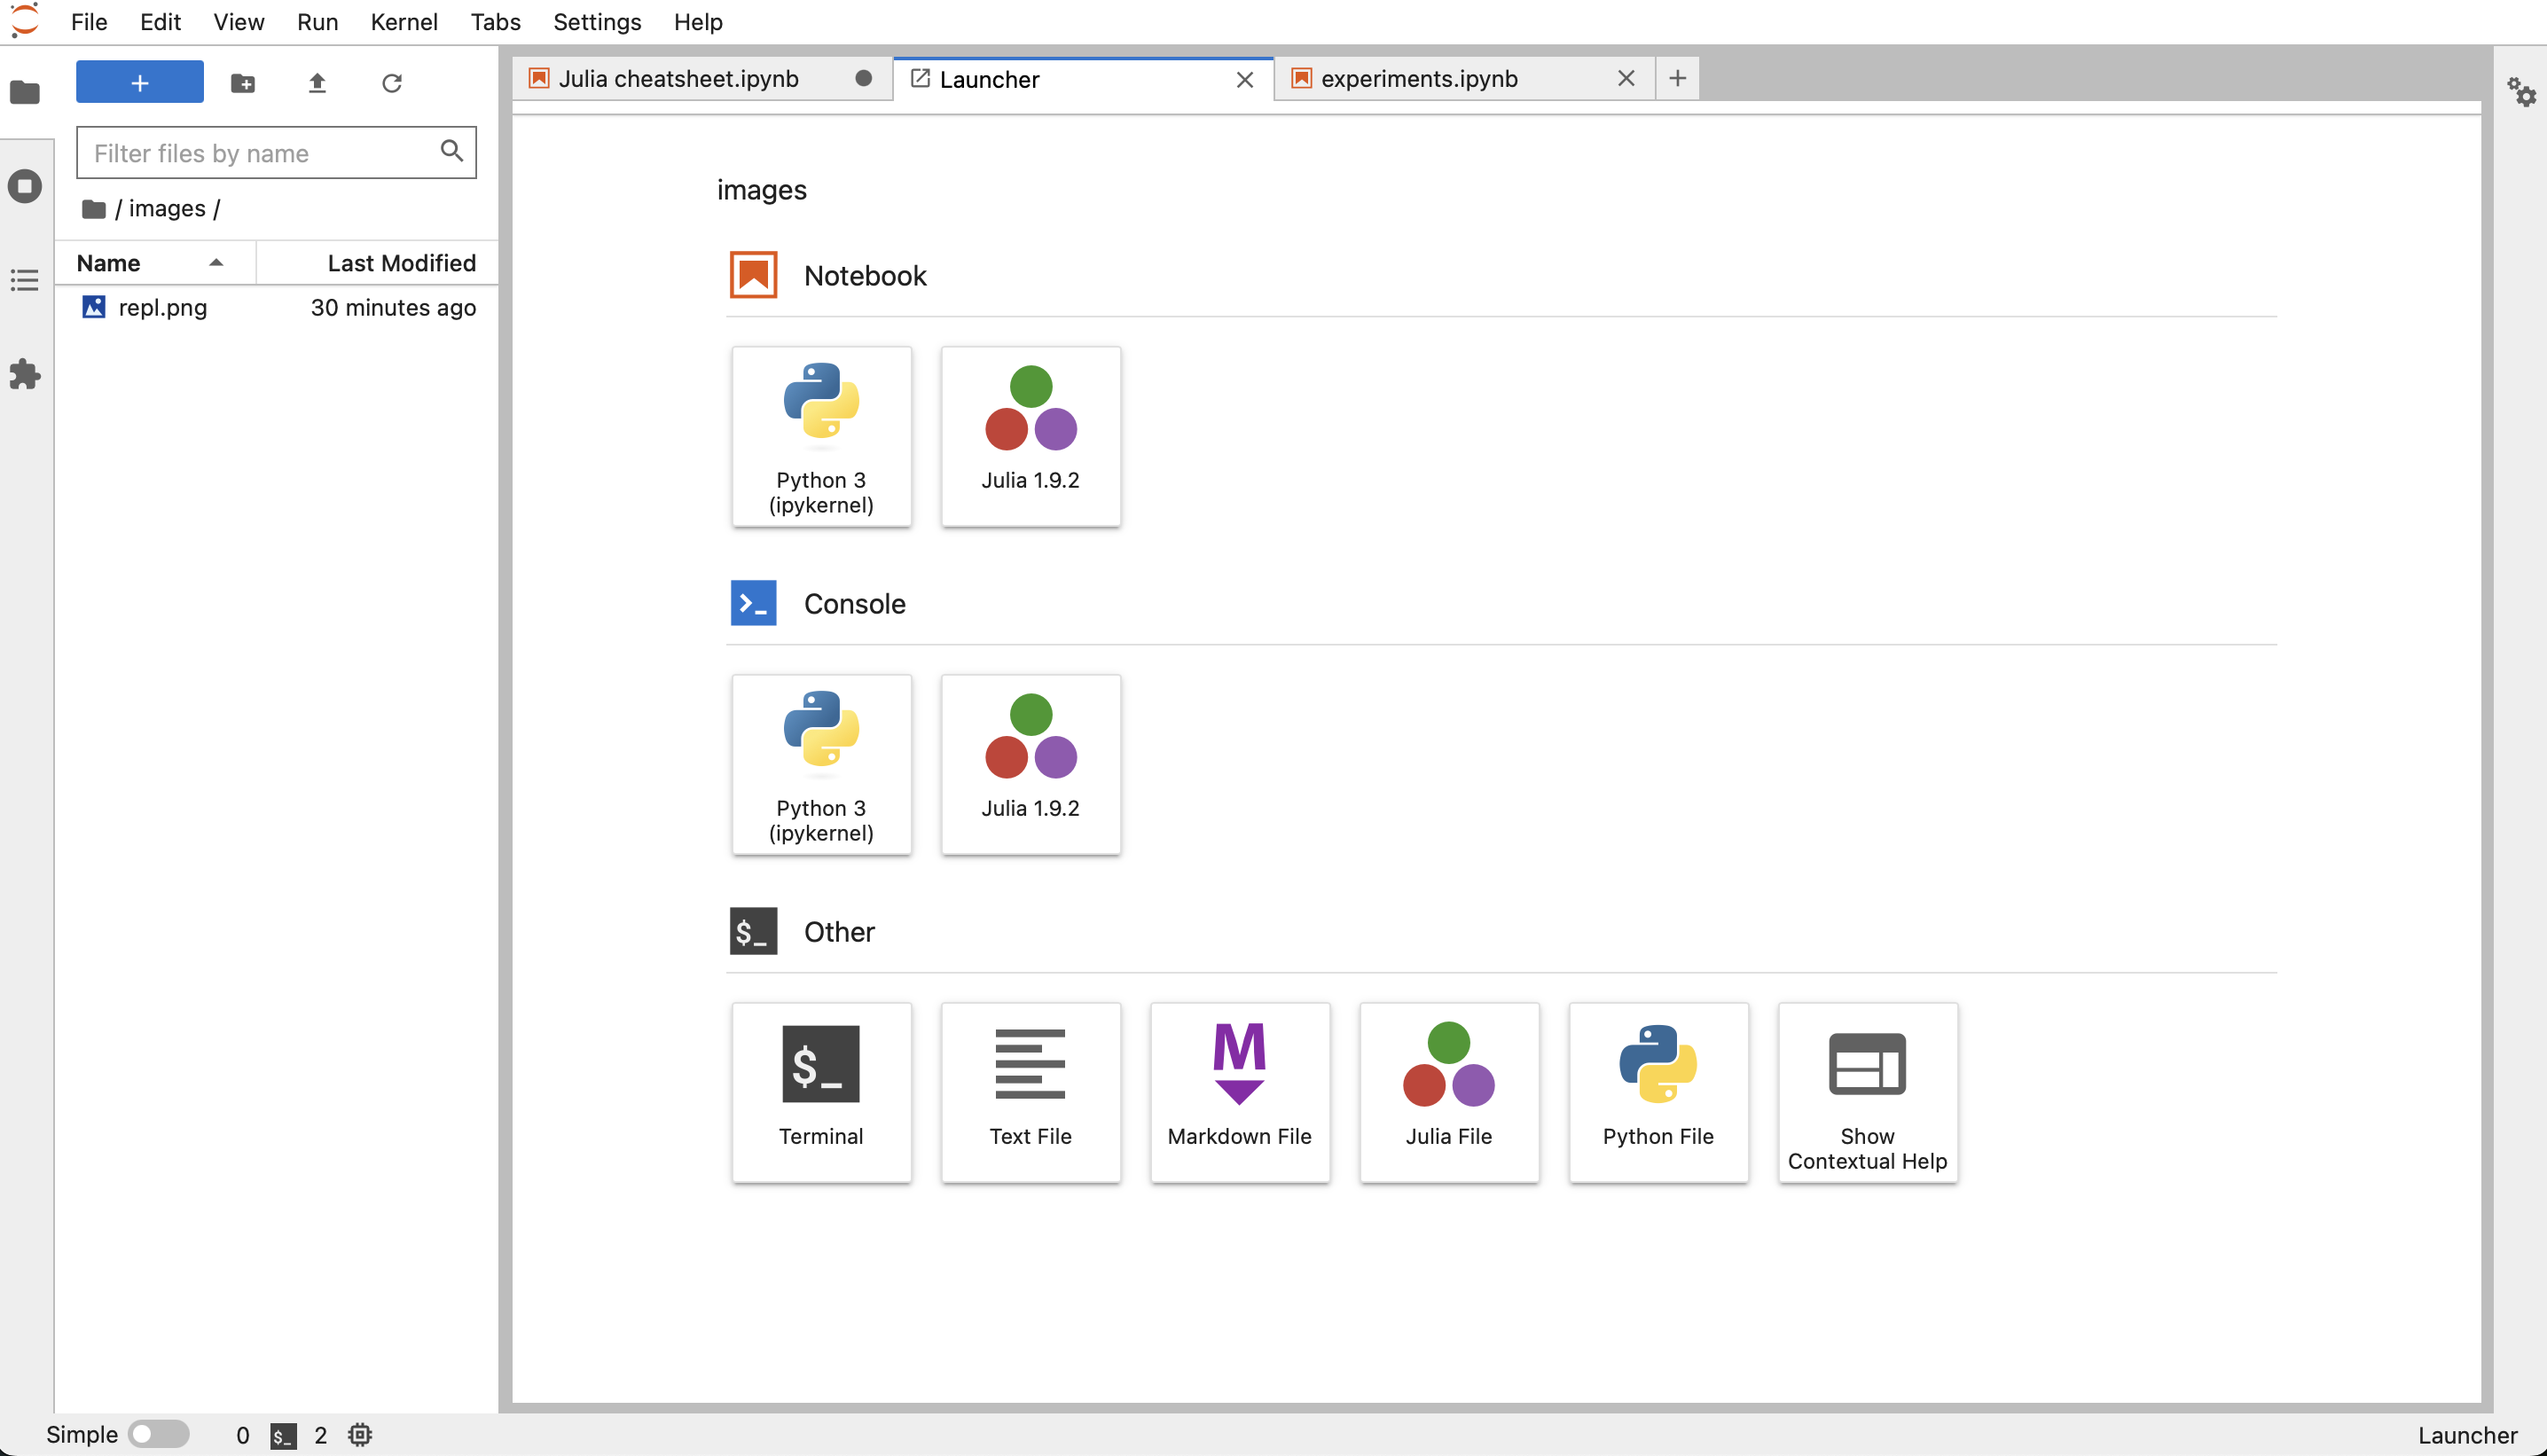 File Edit View Run Kernel Tabs Settings Help
+
Filter files by name
/ images /
Name Last Modified
repl.png 30 minutes ago
Julia cheatsheet.ipynb
Launcher
experiments.ipynb
+
images
Notebook
Python 3
(ipykernel)
Julia 1.9.2
Console
Python 3
(ipykernel)
Julia 1.9.2
$_ Other
$_
Terminal
Text File
M
Markdown File
Julia File
Python File
Show
Contextual Help
Simple 0 $_ 2 Launcher